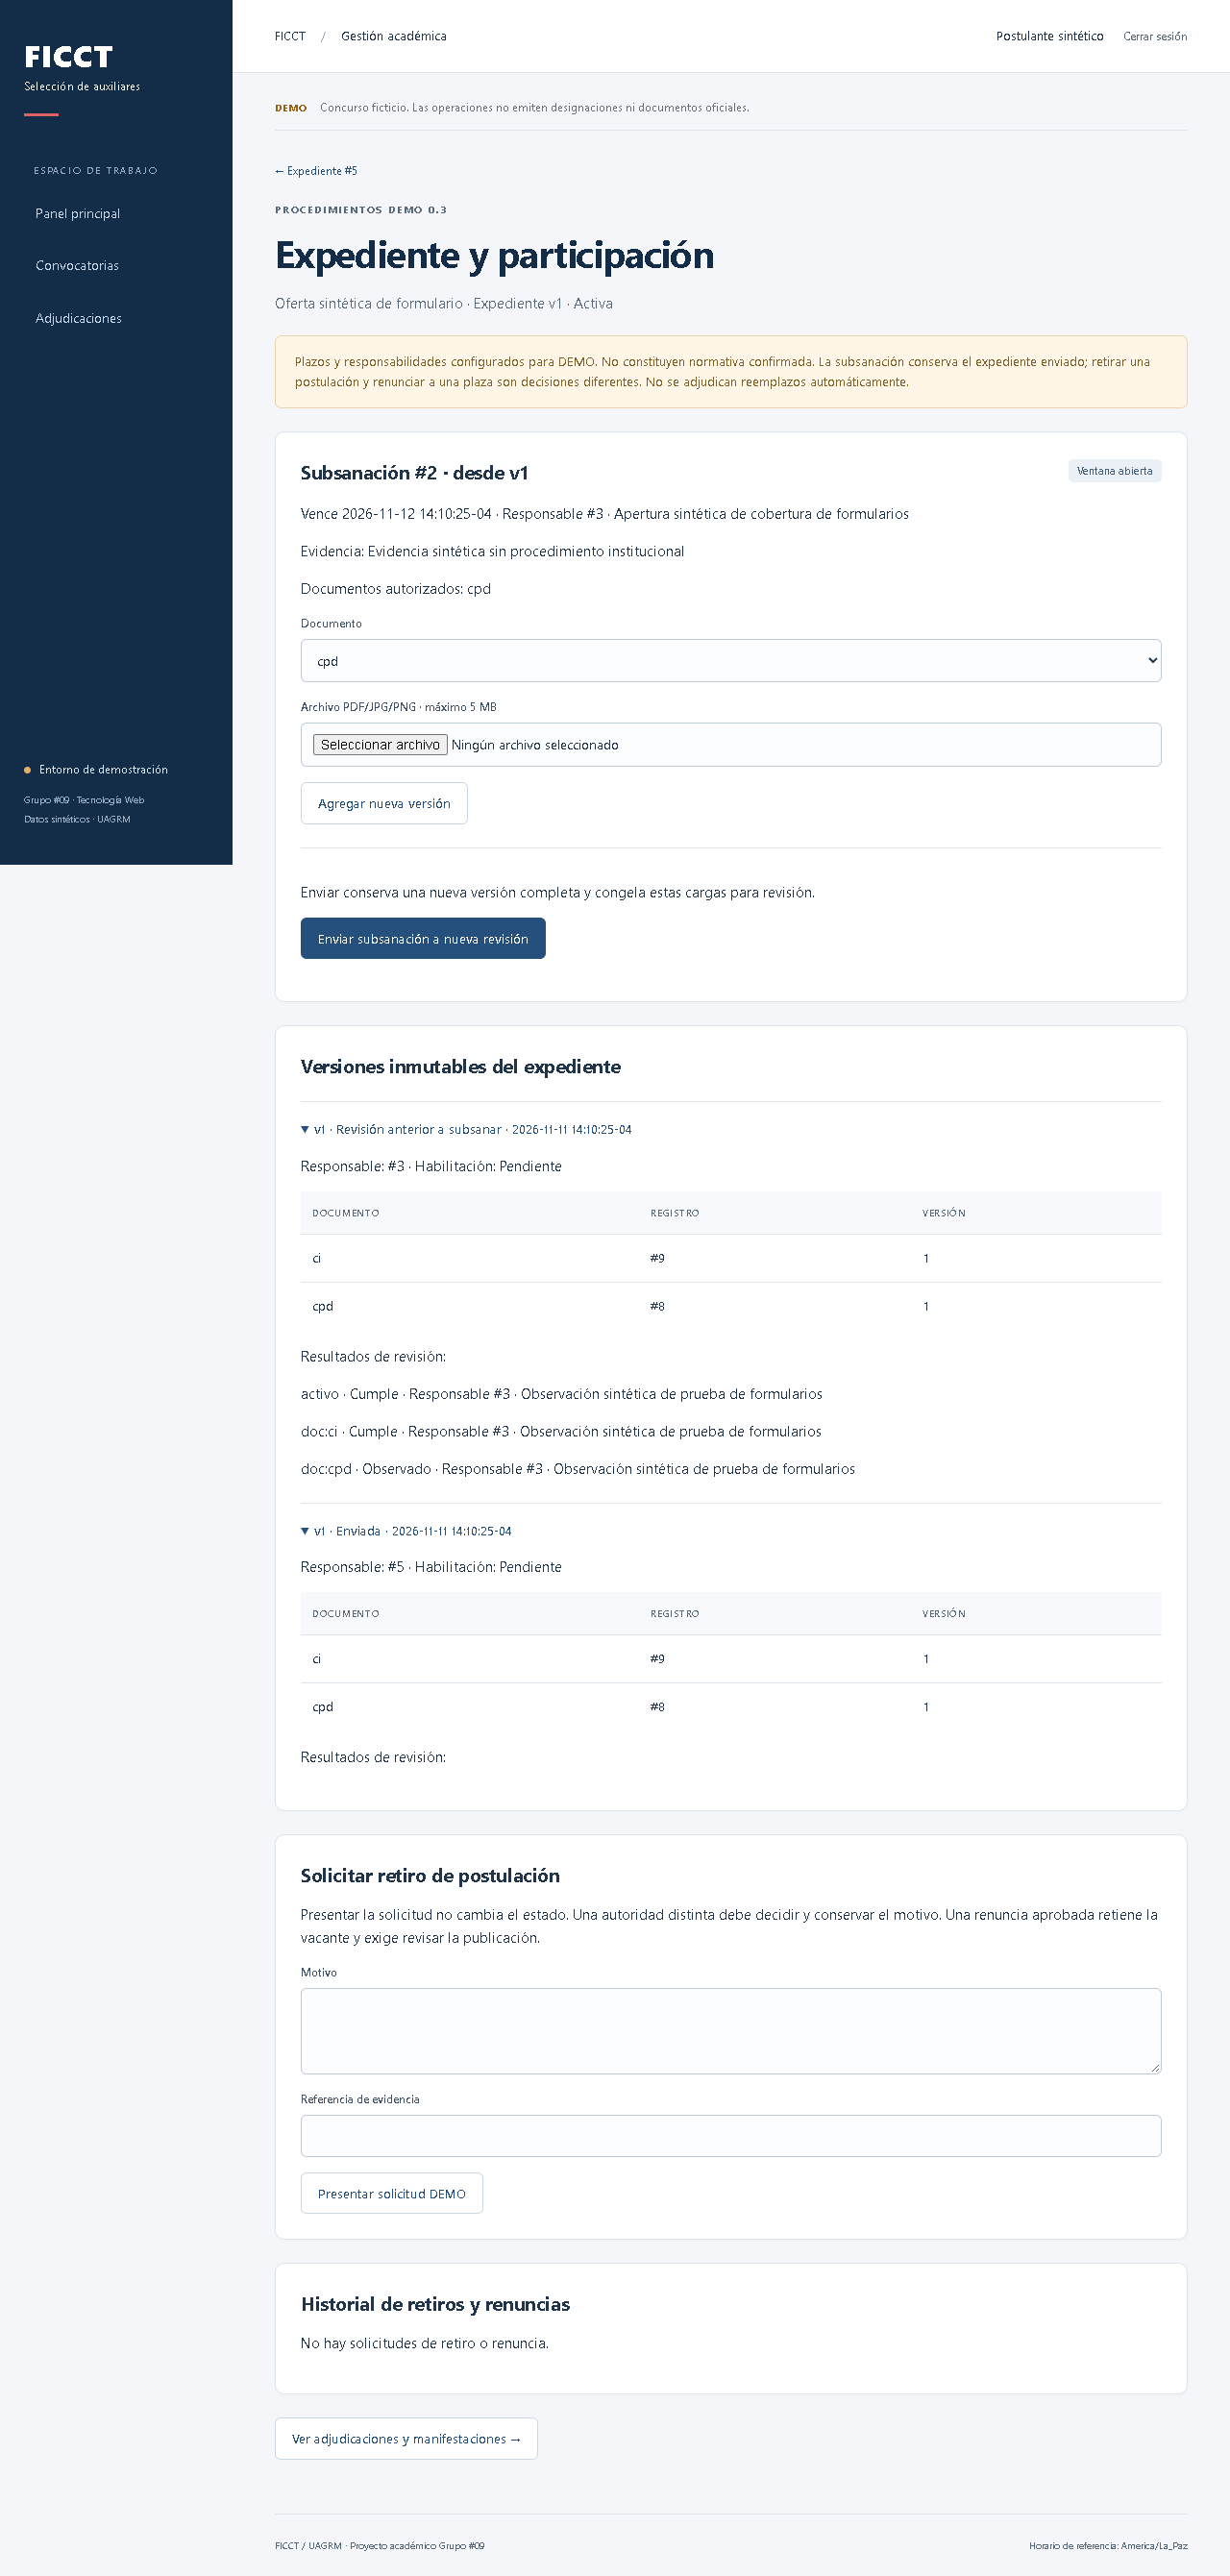 FICCT
Selección de auxiliares
ESPACIO DE TRABAJO
Panel principal
Convocatorias
Adjudicaciones
Entorno de demostración
Grupo #09 · Tecnología Web
Datos sintéticos · UAGRM
FICCT / Gestión académica
Postulante sintético Cerrar sesión
DEMO Concurso ficticio. Las operaciones no emiten designaciones ni documentos oficiales.
← Expediente #5
PROCEDIMIENTOS DEMO 0.3
Expediente y participación
Oferta sintética de formulario · Expediente v1 · Activa
Plazos y responsabilidades configurados para DEMO. No constituyen normativa confirmada. La subsanación conserva el expediente enviado; retirar una
postulación y renunciar a una plaza son decisiones diferentes. No se adjudican reemplazos automáticamente.
Subsanación #2 · desde v1
Ventana abierta
Vence 2026-11-12 14:10:25-04 · Responsable #3 · Apertura sintética de cobertura de formularios
Evidencia: Evidencia sintética sin procedimiento institucional
Documentos autorizados: cpd
Documento
cpd
Archivo PDF/JPG/PNG · máximo 5 MB
Seleccionar archivo Ningún archivo seleccionado
Agregar nueva versión
Enviar conserva una nueva versión completa y congela estas cargas para revisión.
Enviar subsanación a nueva revisión
Versiones inmutables del expediente
▼ v1 · Revisión anterior a subsanar · 2026-11-11 14:10:25-04
Responsable: #3 · Habilitación: Pendiente
DOCUMENTO REGISTRO VERSIÓN
ci #9 1
cpd #8 1
Resultados de revisión:
activo · Cumple · Responsable #3 · Observación sintética de prueba de formularios
doc:ci · Cumple · Responsable #3 · Observación sintética de prueba de formularios
doc:cpd · Observado · Responsable #3 · Observación sintética de prueba de formularios
▼ v1 · Enviada · 2026-11-11 14:10:25-04
Responsable: #5 · Habilitación: Pendiente
DOCUMENTO REGISTRO VERSIÓN
ci #9 1
cpd #8 1
Resultados de revisión:
Solicitar retiro de postulación
Presentar la solicitud no cambia el estado. Una autoridad distinta debe decidir y conservar el motivo. Una renuncia aprobada retiene la
vacante y exige revisar la publicación.
Motivo
Referencia de evidencia
Presentar solicitud DEMO
Historial de retiros y renuncias
No hay solicitudes de retiro o renuncia.
Ver adjudicaciones y manifestaciones →
FICCT / UAGRM · Proyecto académico Grupo #09
Horario de referencia: America/La_Paz